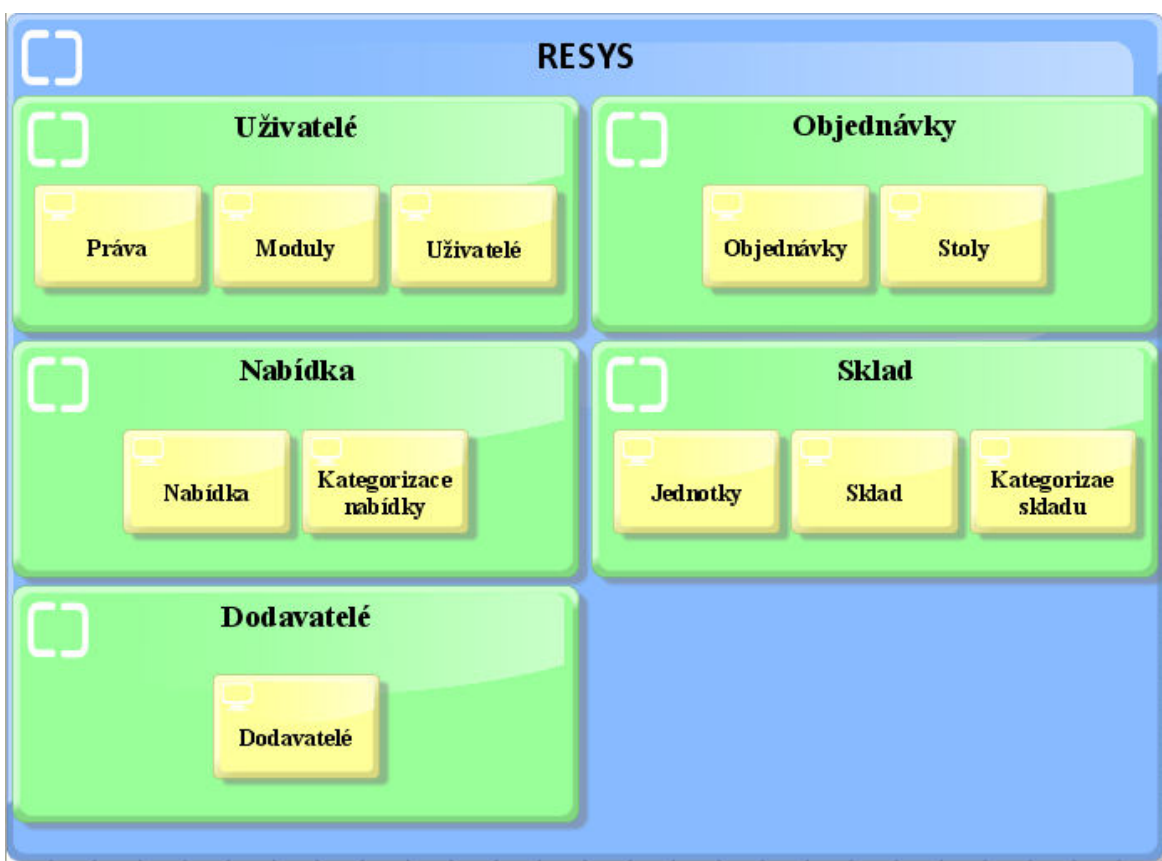 RESYS
Uživatelé
Práva
Moduly
Uživatelé
Objednávky
Objednávky
Stoly
Nabídka
Nabídka
Kategorizace
nabídky
Sklad
Jednotky
Sklad
Kategorizae
skladu
Dodavatelé
Dodavatelé